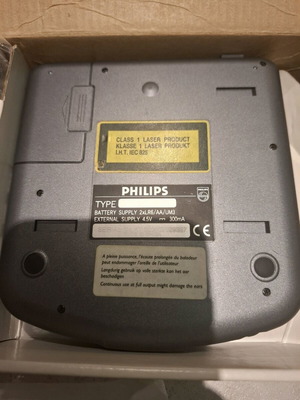 CLASS 1 LASER PRODUCT
KLASSE 1 LASER PRODUKT
I.H.T. IEC 825
PHILIPS
TYPE
BATTERY SUPPLY 2xLR6/AA/UM3
EXTERNAL SUPPLY 4.5V 300mA
CE
A pleine puissance, l'écoute prolongée du baladeur
peut endommager l'oreille de l'utilisateur
Langdurig gebruik op volle sterkte kan het oor
beschadigen
Continuous use at full output might damage the ears